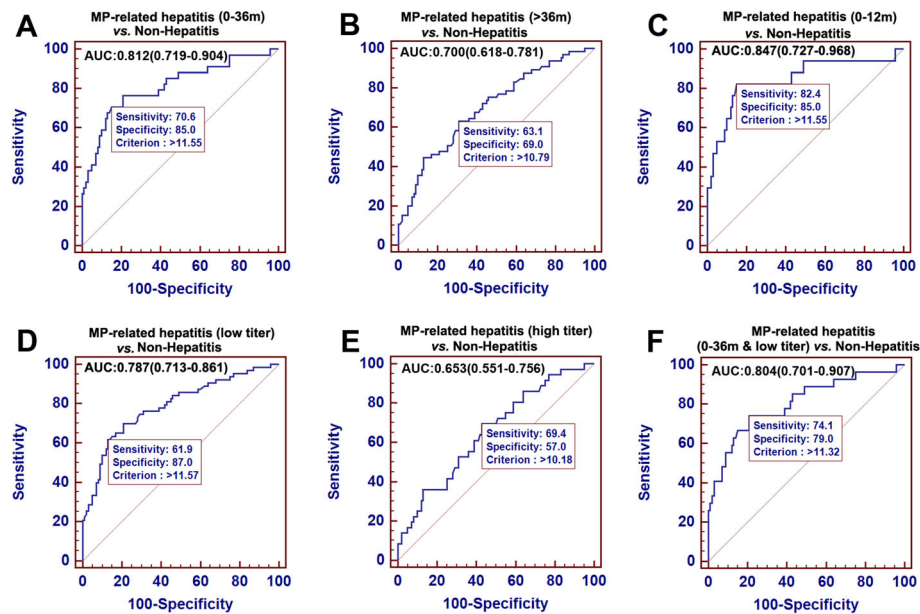 A
MP-related hepatitis (0-36m)
vs. Non-Hepatitis
AUC:0.812(0.719-0.904)
Sensitivity: 70.6
Specificity: 85.0
Criterion : >11.55
Sensitivity
100
80
60
40
20
0
0 20 40 60 80 100
100-Specificity
B
MP-related hepatitis (>36m)
vs. Non-Hepatitis
AUC:0.700(0.618-0.781)
Sensitivity: 63.1
Specificity: 69.0
Criterion : >10.79
Sensitivity
100
80
60
40
20
0
0 20 40 60 80 100
100-Specificity
C
MP-related hepatitis (0-12m)
vs. Non-Hepatitis
AUC:0.847(0.727-0.968)
Sensitivity: 82.4
Specificity: 85.0
Criterion : >11.55
Sensitivity
100
80
60
40
20
0
0 20 40 60 80 100
100-Specificity
D
MP-related hepatitis (low titer)
vs. Non-Hepatitis
AUC:0.787(0.713-0.861)
Sensitivity: 61.9
Specificity: 87.0
Criterion : >11.57
Sensitivity
100
80
60
40
20
0
0 20 40 60 80 100
100-Specificity
E
MP-related hepatitis (high titer)
vs. Non-Hepatitis
AUC:0.653(0.551-0.756)
Sensitivity: 69.4
Specificity: 57.0
Criterion : >10.18
Sensitivity
100
80
60
40
20
0
0 20 40 60 80 100
100-Specificity
F
MP-related hepatitis
(0-36m & low titer) vs. Non-Hepatitis
AUC:0.804(0.701-0.907)
Sensitivity: 74.1
Specificity: 79.0
Criterion : >11.32
Sensitivity
100
80
60
40
20
0
0 20 40 60 80 100
100-Specificity